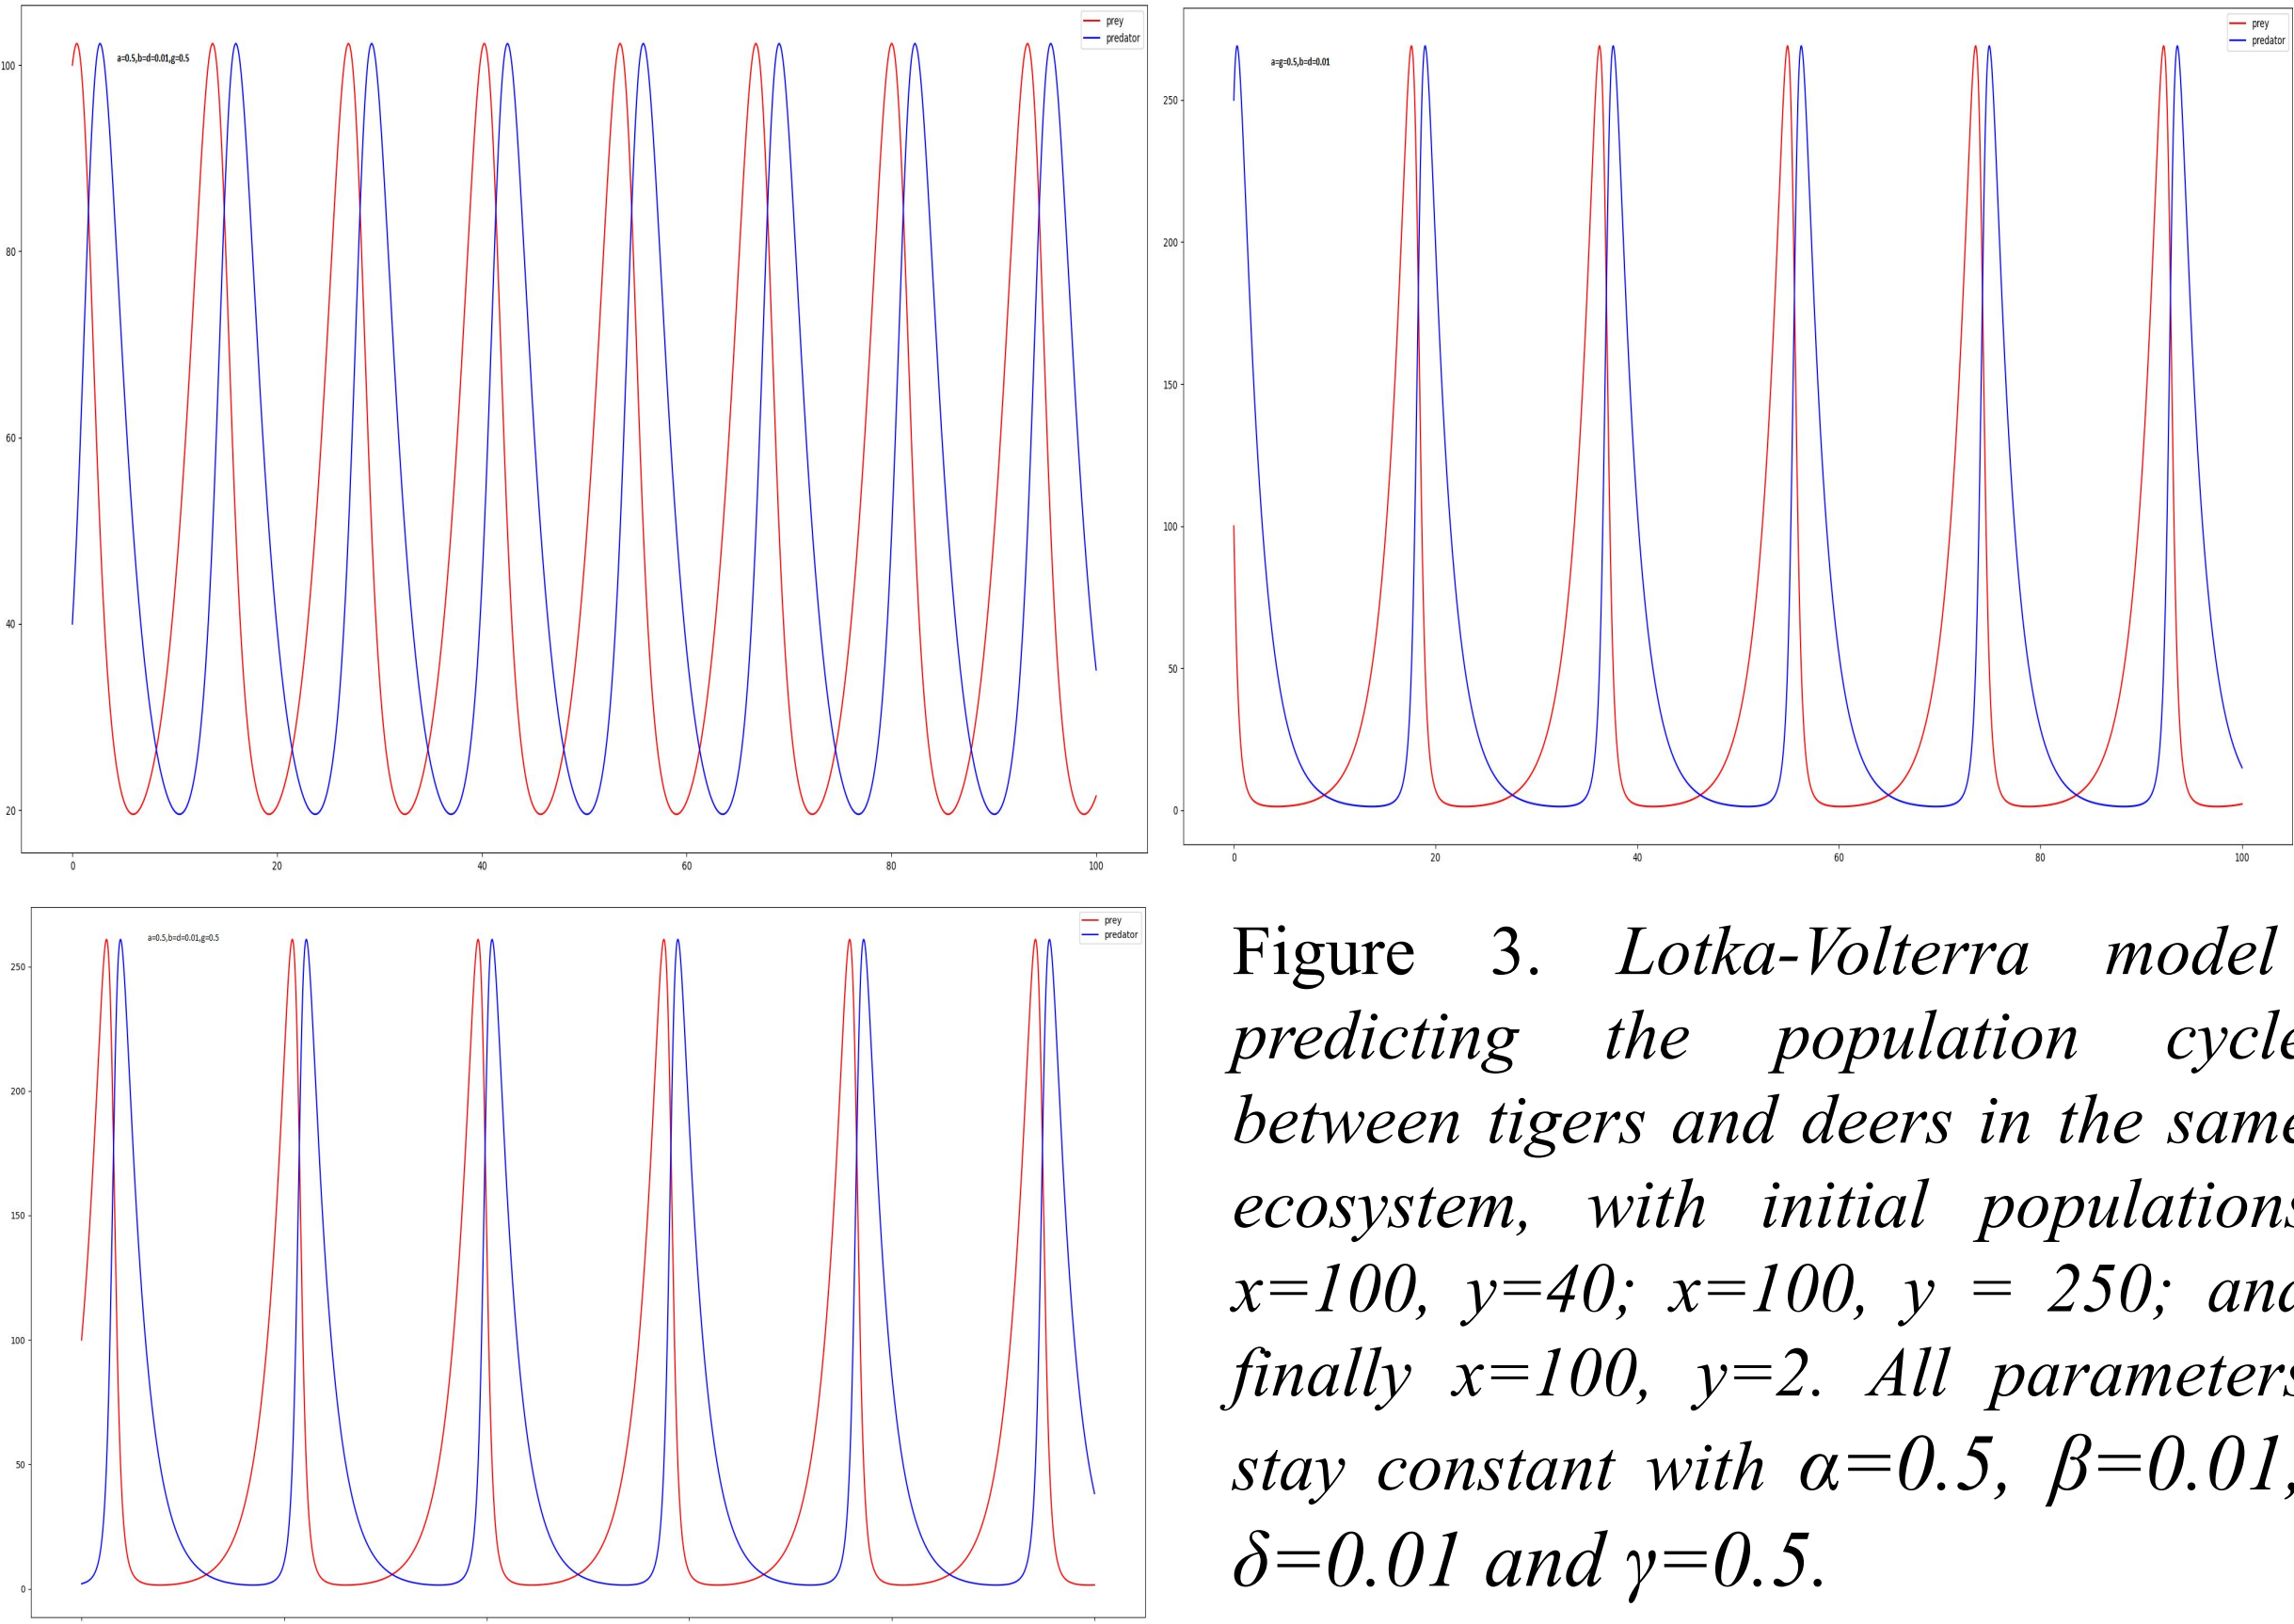 prey
predator
a=0.5,b=d=0.01,g=0.5
100
80
60
40
20
0 20 40 60 80 100
prey
predator
a=g=0.5,b=d=0.01
250
200
150
100
50
0
0 20 40 60 80 100
prey
predator
a=0.5,b=d=0.01,g=0.5
250
200
150
100
50
0
Figure 3. Lotka-Volterra model
predicting the population cycle
between tigers and deers in the same
ecosystem, with initial populations
x=100, y=40; x=100, y = 250; and
finally x=100, y=2. All parameters
stay constant with α=0.5, β=0.01,
δ=0.01 and γ=0.5.